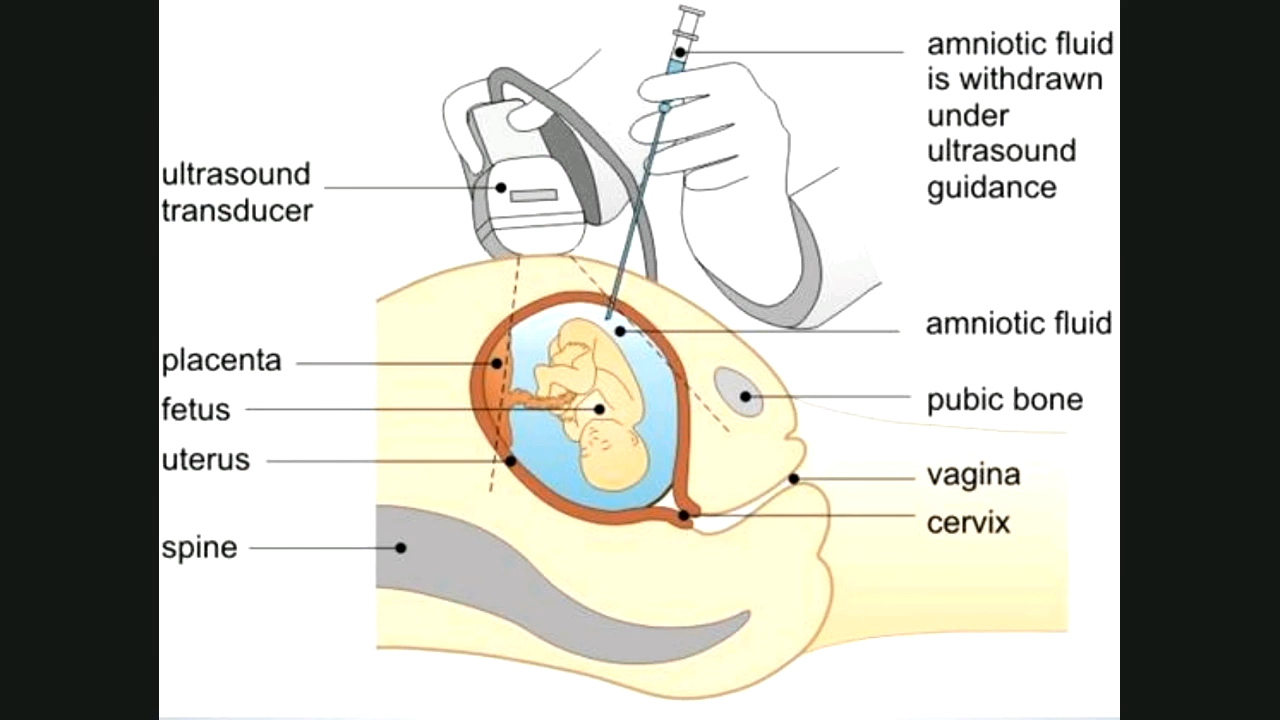 amniotic fluid
is withdrawn
under
ultrasound
guidance
ultrasound
transducer
amniotic fluid
placenta
pubic bone
fetus
uterus
vagina
cervix
spine